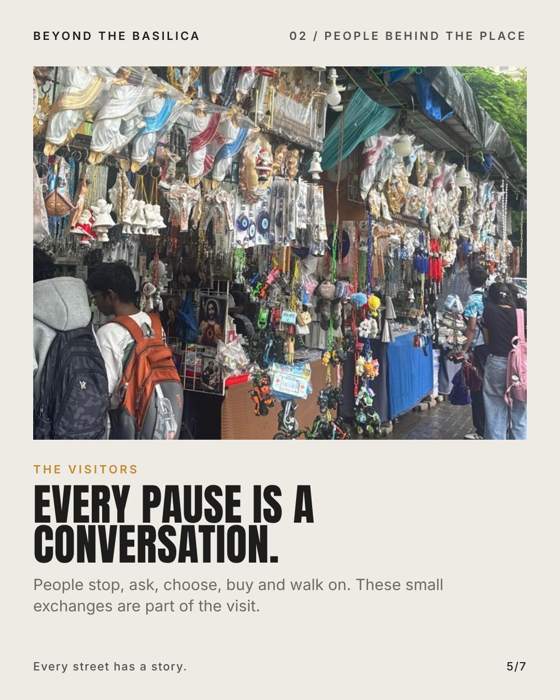 BEYOND THE BASILICA
02 / PEOPLE BEHIND THE PLACE
THE VISITORS
EVERY PAUSE IS A
CONVERSATION.
People stop, ask, choose, buy and walk on. These small
exchanges are part of the visit.
Every street has a story.
5/7